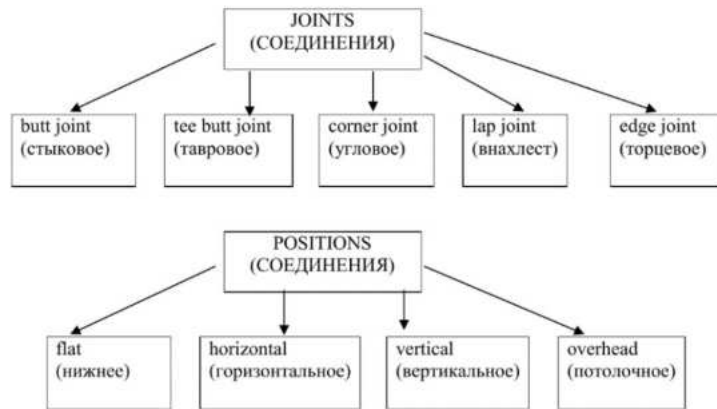 JOINTS
(СОЕДИНЕНИЯ)
butt joint
(стыковое)
tee butt joint
(тавровое)
corner joint
(угловое)
lap joint
(внахлест)
edge joint
(торцевое)
POSITIONS
(СОЕДИНЕНИЯ)
flat
(нижнее)
horizontal
(горизонтальное)
vertical
(вертикальное)
overhead
(потолочное)